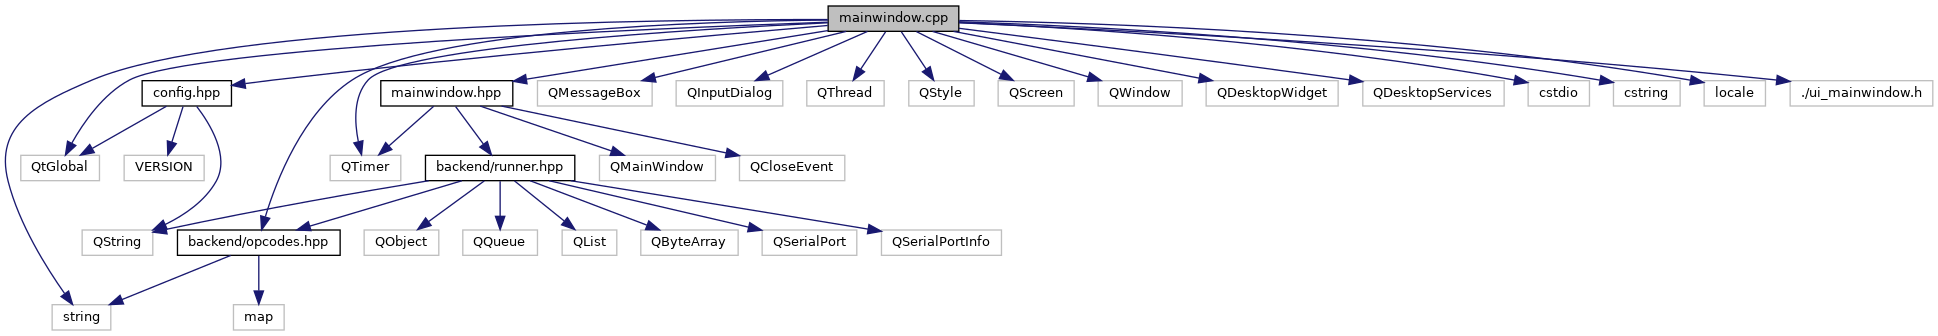 mainwindow.cpp
config.hpp
mainwindow.hpp
QMessageBox
QInputDialog
QThread
QStyle
QScreen
QWindow
QDesktopWidget
QDesktopServices
cstdio
cstring
locale
./ui_mainwindow.h
QtGlobal
VERSION
QTimer
backend/runner.hpp
QMainWindow
QCloseEvent
QString
backend/opcodes.hpp
QObject
QQueue
QList
QByteArray
QSerialPort
QSerialPortInfo
string
map